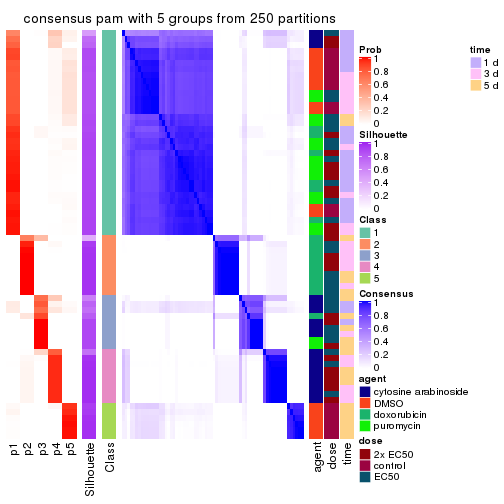 consensus pam with 5 groups from 250 partitions
Prob
1
0.8
0.6
0.4
0.2
0
time
1 d
3 d
5 d
Silhouette
1
0.8
0.6
0.4
0.2
0
Class
1
2
3
4
5
Consensus
1
0.8
0.6
0.4
0.2
0
agent
cytosine arabinoside
DMSO
doxorubicin
puromycin
dose
2x EC50
control
EC50
p1
p2
p3
p4
p5
Silhouette
Class
agent
dose
time